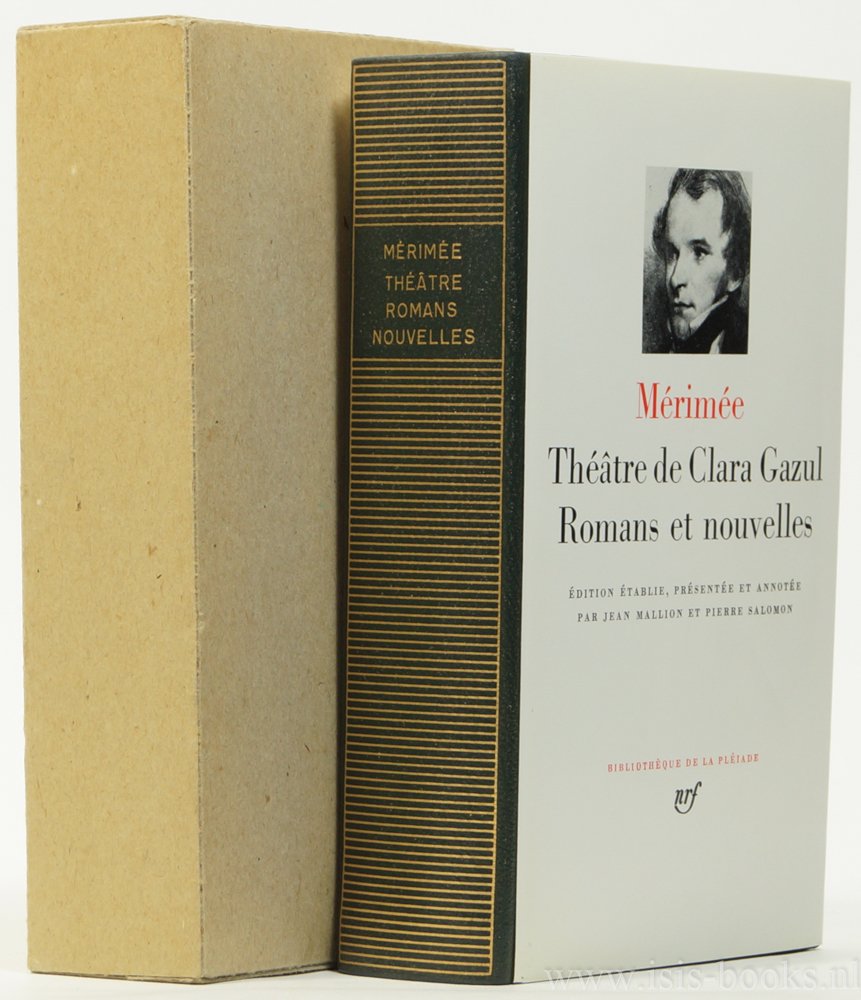 MÉRIMÉE
THÉÂTRE
ROMANS
NOUVELLES
Mérimée
Théâtre de Clara Gazul
Romans et nouvelles
ÉDITION ÉTABLIE, PRÉSENTÉE ET ANNOTÉE
PAR JEAN MALLION ET PIERRE SALOMON
BIBLIOTHÈQUE DE LA PLÉIADE
nrf
www.isis-books.nl